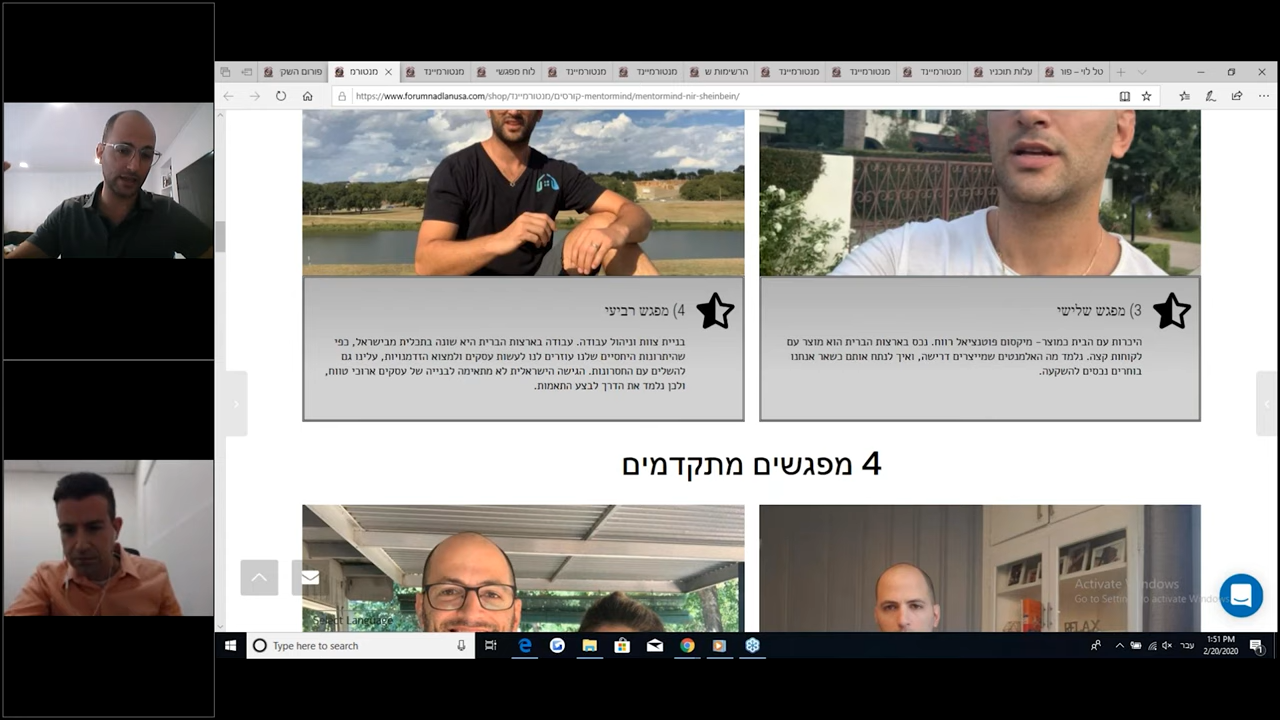 פורום השק
מנטורמ
מנטורמיינד
לוח מפגשי
מנטורמיינד
מנטורמיינד
הרשימות ש
מנטורמיינד
מנטורמיינד
מנטורמיינד
עלות תוכניו
טל לוי – פור
https://www.forumnadlanusa.com/shop/קורסים-mentormind/מנטורמיינד/mentormind-nir-sheinbein/
3) מפגש שלישי
היכרות עם הבית כמוצר- מיקסום פוטנציאל רווח. נכס בארצות הברית הוא מוצר עם
לקוחות קצה. נלמד מה האלמנטים שמייצרים דרישה, ואיך לנתח אותם כשאר אנחנו
בוחרים נכסים להשקעה.
4) מפגש רביעי
בניית צוות וניהול עבודה. עבודה בארצות הברית היא שונה בתכלית מבישראל, כפי
שהיתרונות היחסיים שלנו עוזרים לנו לעשות עסקים ולמצוא הזדמנויות, עלינו גם
להשלים עם החסרונות. הגישה הישראלית לא מתאימה לבנייה של עסקים ארוכי טווח,
ולכן נלמד את הדרך לבצע התאמות.
4 מפגשים מתקדמים
RELAX
Activate Windows
Go to Settings to activate Windows.
Select Language
Type here to search
עבר
1:51 PM
2/20/2020